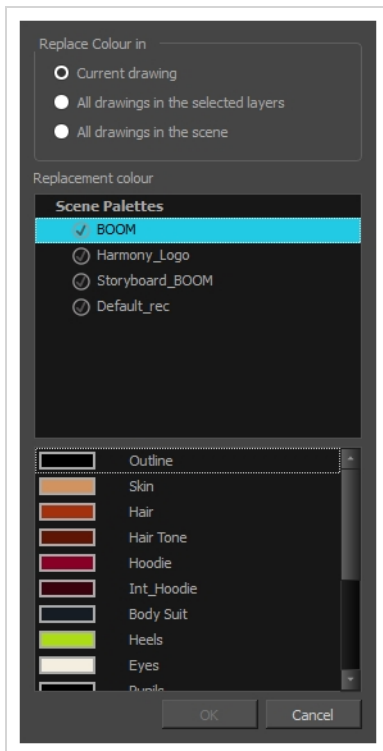 Replace Colour in
Current drawing
All drawings in the selected layers
All drawings in the scene
Replacement colour
Scene Palettes
BOOM
Harmony_Logo
Storyboard_BOOM
Default_rec
Outline
Skin
Hair
Hair Tone
Hoodie
Int_Hoodie
Body Suit
Heels
Eyes
Pupils
OK
Cancel